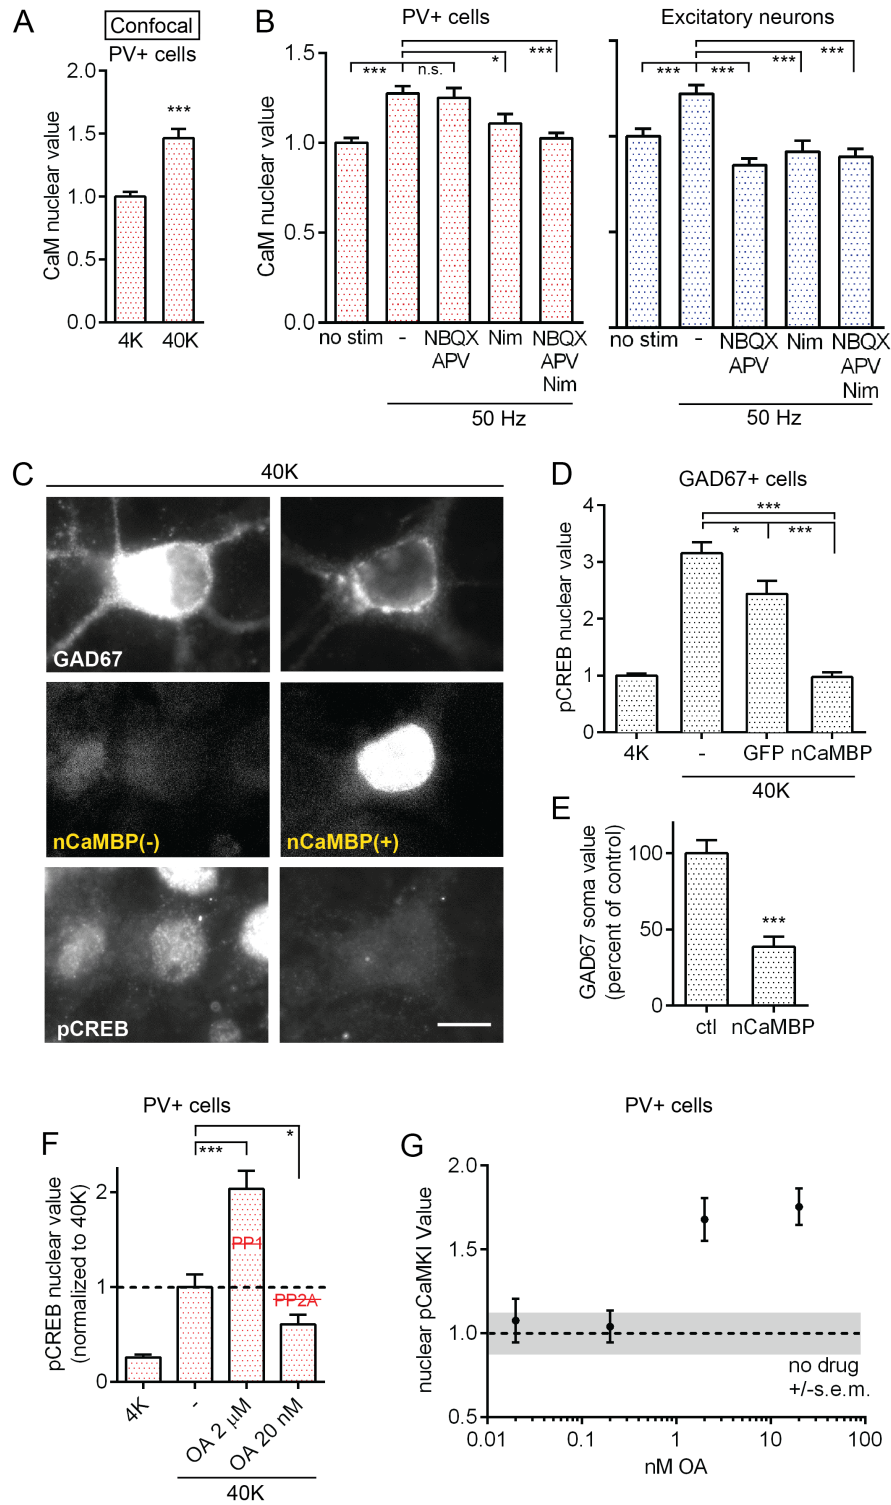 A
Confocal
PV+ cells
CaM nuclear value
2.0
1.5
1.0
0.5
0.0
***
4K 40K
B
PV+ cells
CaM nuclear value
1.5
1.0
0.5
0.0
*** n.s. * ***
no stim - NBQX APV Nim NBQX APV Nim
50 Hz
Excitatory neurons
*** *** *** ***
no stim - NBQX APV Nim NBQX APV Nim
50 Hz
C
40K
GAD67
nCaMBP(-)
nCaMBP(+)
pCREB
D
GAD67+ cells
pCREB nuclear value
4
3
2
1
0
***
* ***
4K - GFP nCaMBP
40K
E
GAD67 soma value
(percent of control)
100
50
0
***
ctl nCaMBP
F
PV+ cells
pCREB nuclear value
(normalized to 40K)
2
1
0
*
***
PP1
PP2A
4K - OA 2 μM OA 20 nM
40K
G
PV+ cells
nuclear pCaMKI Value
2.0
1.5
1.0
0.5
no drug
+/-s.e.m.
0.01 0.1 1 10 100
nM OA